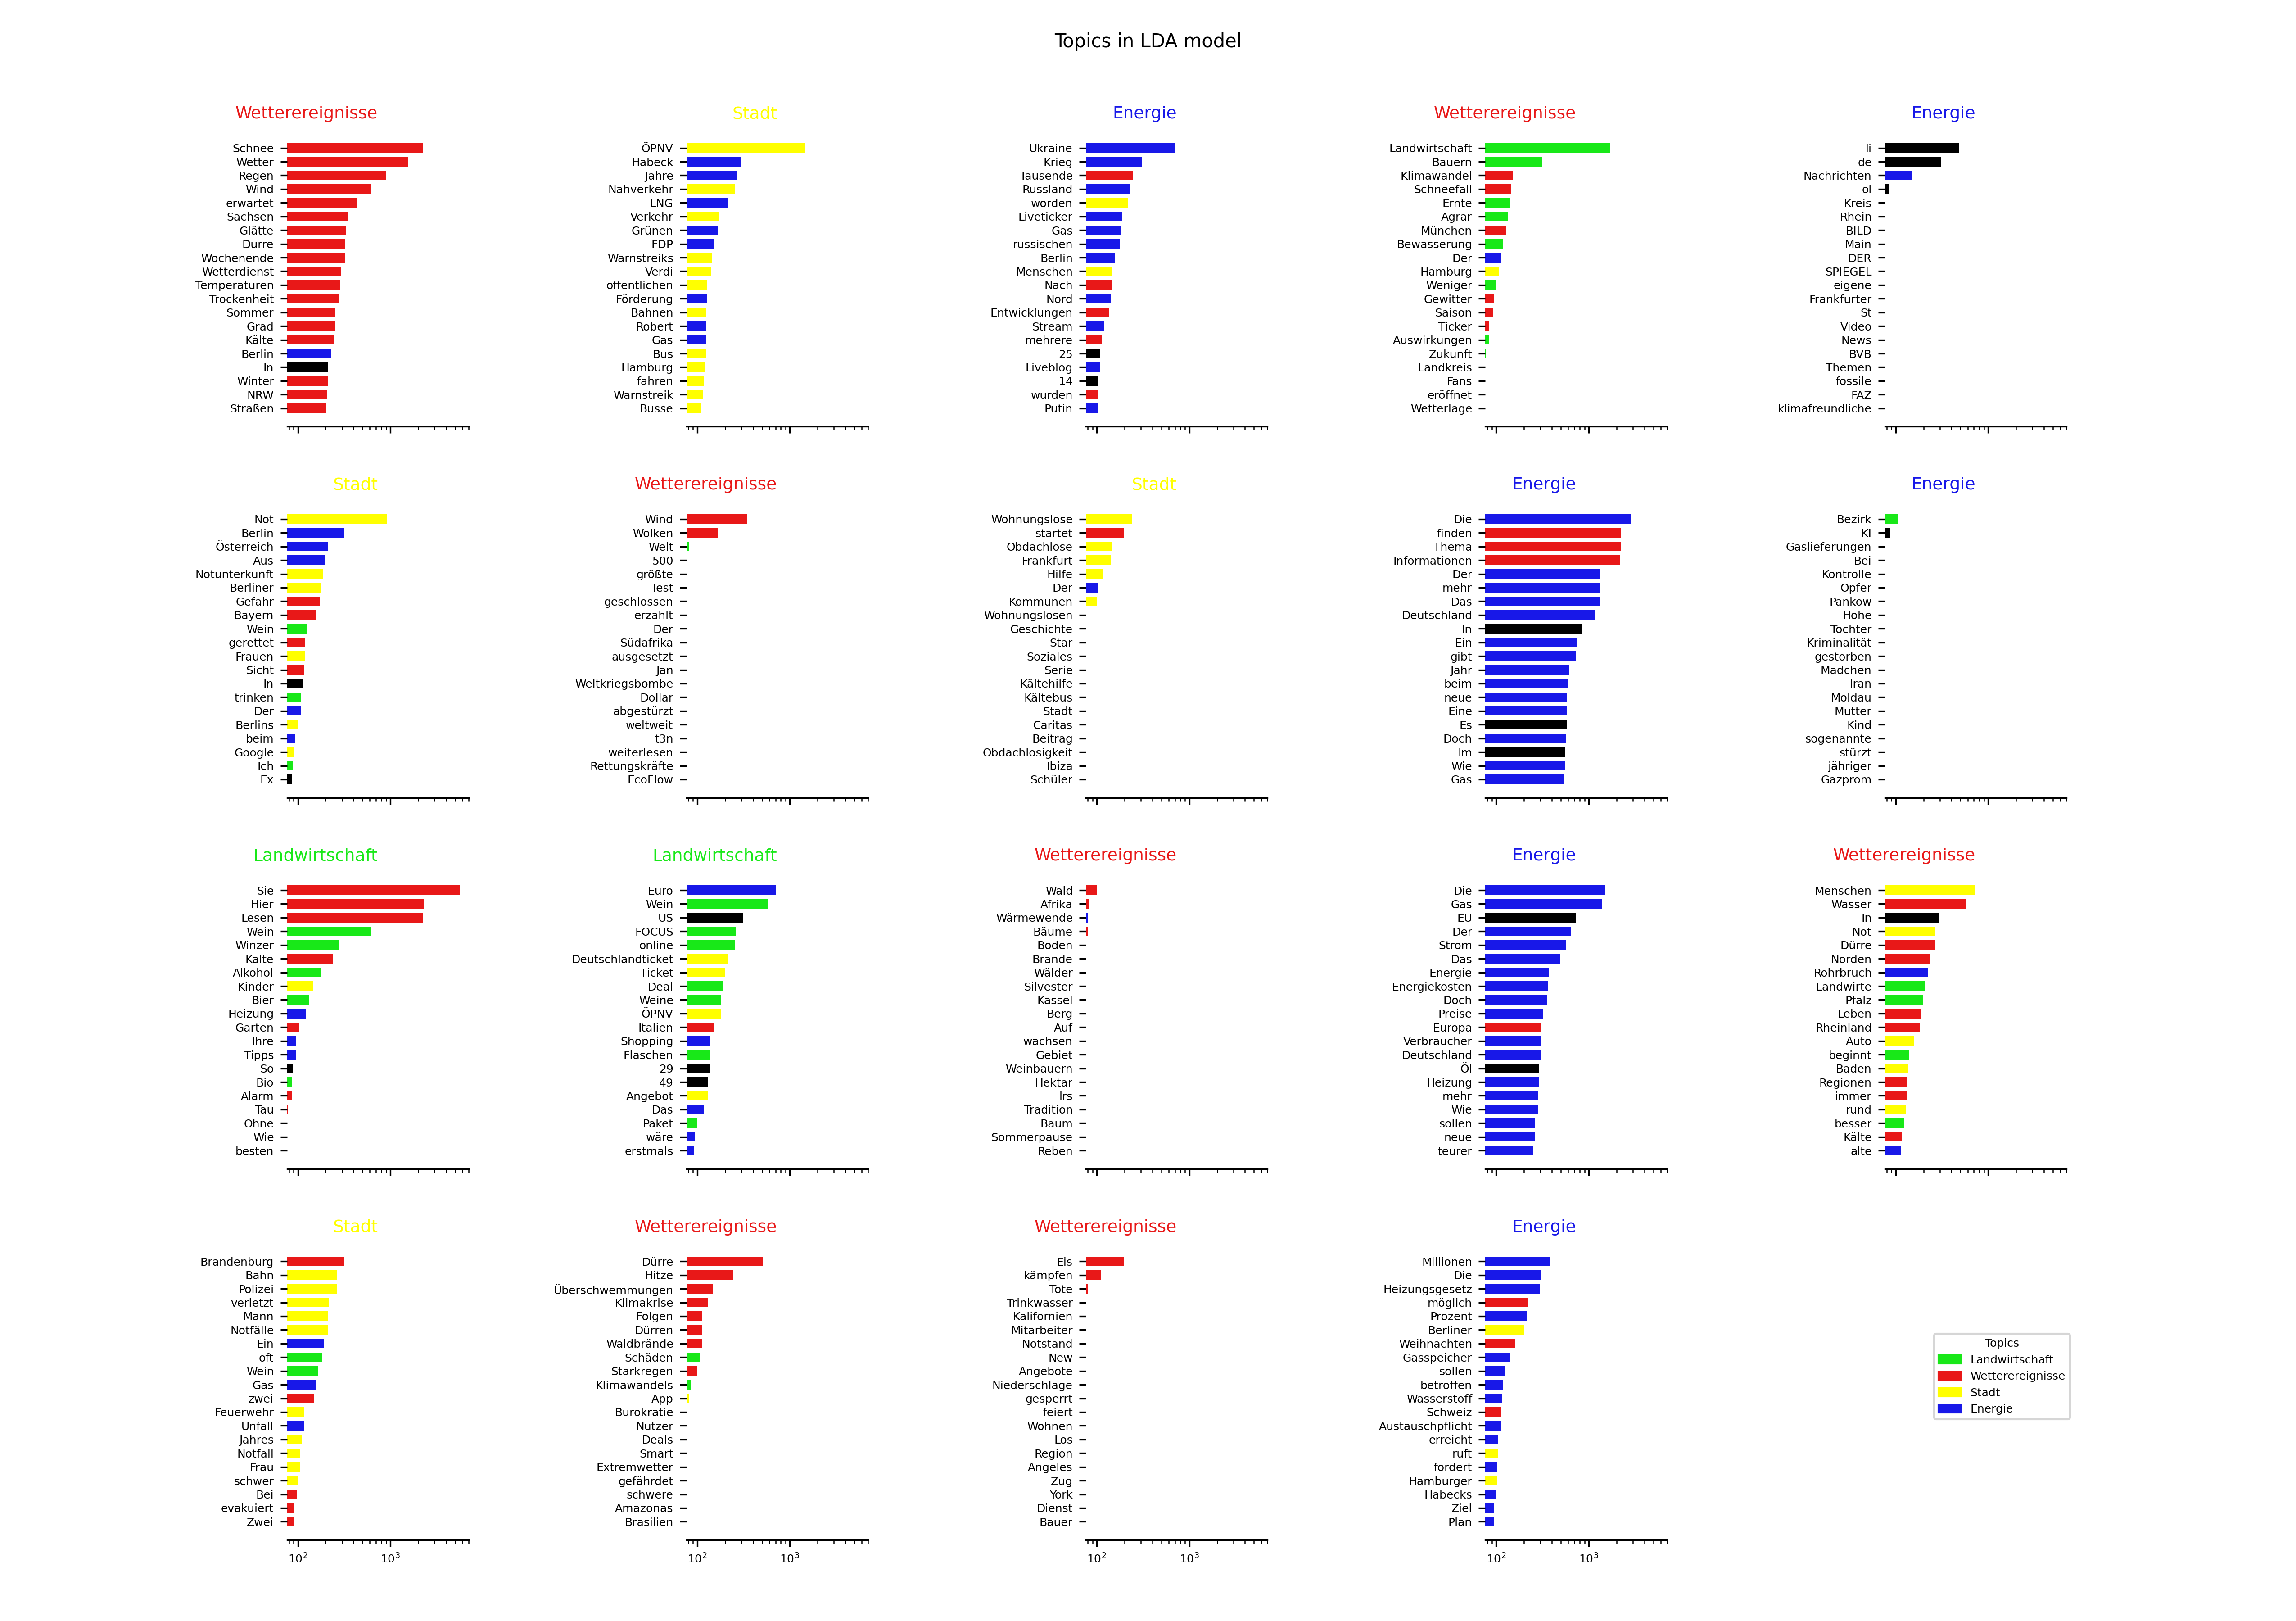 Topics in LDA model
Wetterereignisse
Schnee
Wetter
Regen
Wind
erwartet
Sachsen
Glätte
Dürre
Wochenende
Wetterdienst
Temperaturen
Trockenheit
Sommer
Grad
Kälte
Berlin
In
Winter
NRW
Straßen
Stadt
ÖPNV
Habeck
Jahre
Nahverkehr
LNG
Verkehr
Grünen
FDP
Warnstreiks
Verdi
öffentlichen
Förderung
Bahnen
Robert
Gas
Bus
Hamburg
fahren
Warnstreik
Busse
Energie
Ukraine
Krieg
Tausende
Russland
worden
Liveticker
Gas
russischen
Berlin
Menschen
Nach
Nord
Entwicklungen
Stream
mehrere
25
Liveblog
14
wurden
Putin
Wetterereignisse
Landwirtschaft
Bauern
Klimawandel
Schneefall
Ernte
Agrar
München
Bewässerung
Der
Hamburg
Weniger
Gewitter
Saison
Ticker
Auswirkungen
Zukunft
Landkreis
Fans
eröffnet
Wetterlage
Energie
li
de
Nachrichten
ol
Kreis
Rhein
BILD
Main
DER
SPIEGEL
eigene
Frankfurter
St
Video
News
BVB
Themen
fossile
FAZ
klimafreundliche
Stadt
Not
Berlin
Österreich
Aus
Notunterkunft
Berliner
Gefahr
Bayern
Wein
gerettet
Frauen
Sicht
In
trinken
Der
Berlins
beim
Google
Ich
Ex
Wetterereignisse
Wind
Wolken
Welt
500
größte
Test
geschlossen
erzählt
Der
Südafrika
ausgesetzt
Jan
Weltkriegsbombe
Dollar
abgestürzt
weltweit
t3n
weiterlesen
Rettungskräfte
EcoFlow
Stadt
Wohnungslose
startet
Obdachlose
Frankfurt
Hilfe
Der
Kommunen
Wohnungslosen
Geschichte
Star
Soziales
Serie
Kältehilfe
Kältebus
Stadt
Caritas
Beitrag
Obdachlosigkeit
Ibiza
Schüler
Energie
Die
finden
Thema
Informationen
Der
mehr
Das
Deutschland
In
Ein
gibt
Jahr
beim
neue
Eine
Es
Doch
Im
Wie
Gas
Energie
Bezirk
KI
Gaslieferungen
Bei
Kontrolle
Opfer
Pankow
Höhe
Tochter
Kriminalität
gestorben
Mädchen
Iran
Moldau
Mutter
Kind
sogenannte
stürzt
jähriger
Gazprom
Landwirtschaft
Sie
Hier
Lesen
Wein
Winzer
Kälte
Alkohol
Kinder
Bier
Heizung
Garten
Ihre
Tipps
So
Bio
Alarm
Tau
Ohne
Wie
besten
Landwirtschaft
Euro
Wein
US
FOCUS
online
Deutschlandticket
Ticket
Deal
Weine
ÖPNV
Italien
Shopping
Flaschen
29
49
Angebot
Das
Paket
wäre
erstmals
Wetterereignisse
Wald
Afrika
Wärmewende
Bäume
Boden
Brände
Wälder
Silvester
Kassel
Berg
Auf
wachsen
Gebiet
Weinbauern
Hektar
Irs
Tradition
Baum
Sommerpause
Reben
Energie
Die
Gas
EU
Der
Strom
Das
Energie
Energiekosten
Doch
Preise
Europa
Verbraucher
Deutschland
Öl
Heizung
mehr
Wie
sollen
neue
teurer
Wetterereignisse
Menschen
Wasser
In
Not
Dürre
Norden
Rohrbruch
Landwirte
Pfalz
Leben
Rheinland
Auto
beginnt
Baden
Regionen
immer
rund
besser
Kälte
alte
Stadt
Brandenburg
Bahn
Polizei
verletzt
Mann
Notfälle
Ein
oft
Wein
Gas
zwei
Feuerwehr
Unfall
Jahres
Notfall
Frau
schwer
Bei
evakuiert
Zwei
10² 10³
Wetterereignisse
Dürre
Hitze
Überschwemmungen
Klimakrise
Folgen
Dürren
Waldbrände
Schäden
Starkregen
Klimawandels
App
Bürokratie
Nutzer
Deals
Smart
Extremwetter
gefährdet
schwere
Amazonas
Brasilien
10² 10³
Wetterereignisse
Eis
kämpfen
Tote
Trinkwasser
Kalifornien
Mitarbeiter
Notstand
New
Angebote
Niederschläge
gesperrt
feiert
Wohnen
Los
Region
Angeles
Zug
York
Dienst
Bauer
10² 10³
Energie
Millionen
Die
Heizungsgesetz
möglich
Prozent
Berliner
Weihnachten
Gasspeicher
sollen
betroffen
Wasserstoff
Schweiz
Austauschpflicht
erreicht
ruft
fordert
Hamburger
Habecks
Ziel
Plan
10² 10³
Topics
Landwirtschaft
Wetterereignisse
Stadt
Energie